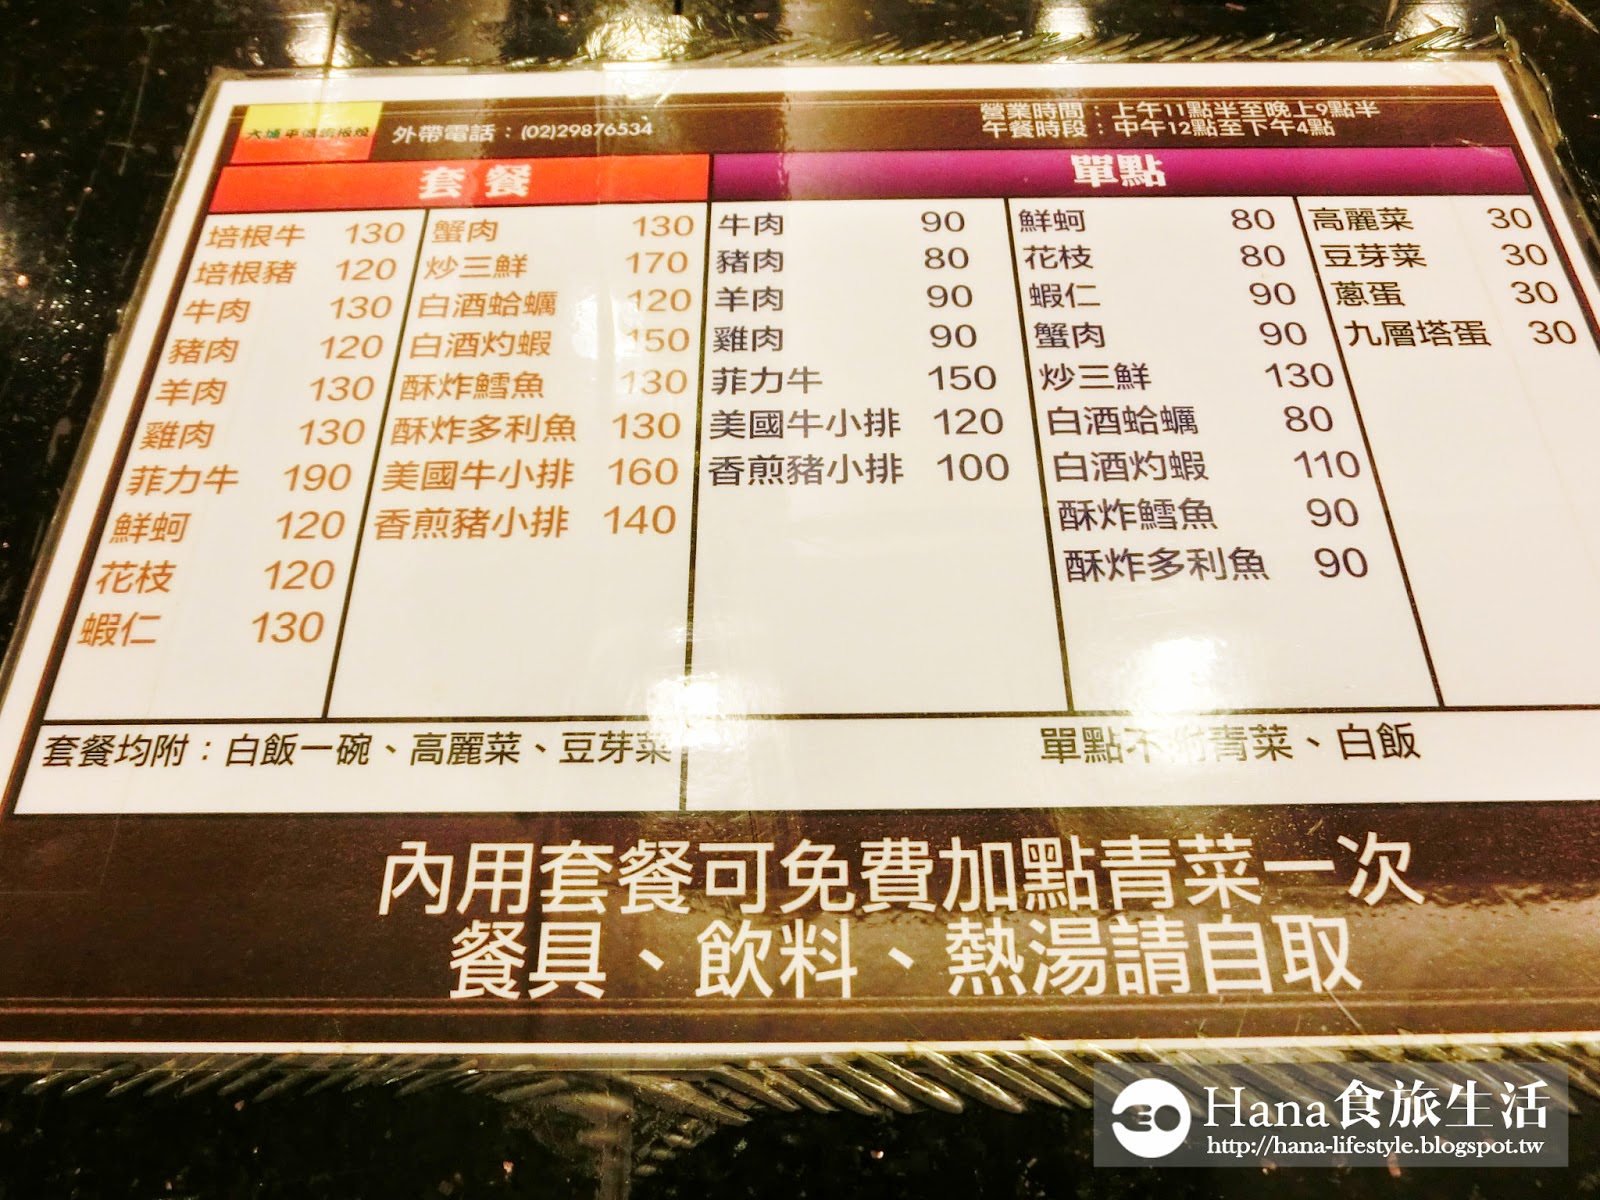 大埔平價鐵板燒
外帶電話：(02)29876534
營業時間：上午11點半至晚上9點半
午餐時段：中午12點至下午4點
套餐
培根牛 130
培根豬 120
牛肉 130
豬肉 120
羊肉 130
雞肉 130
菲力牛 190
鮮蚵 120
花枝 120
蝦仁 130
蟹肉 130
炒三鮮 170
白酒蛤蠣 120
白酒灼蝦 150
酥炸鱈魚 130
酥炸多利魚 130
美國牛小排 160
香煎豬小排 140
套餐均附：白飯一碗、高麗菜、豆芽菜
單點
牛肉 90
豬肉 80
羊肉 90
雞肉 90
菲力牛 150
美國牛小排 120
香煎豬小排 100
鮮蚵 80
花枝 80
蝦仁 90
蟹肉 90
炒三鮮 130
白酒蛤蠣 80
白酒灼蝦 110
酥炸鱈魚 90
酥炸多利魚 90
高麗菜 30
豆芽菜 30
蔥蛋 30
九層塔蛋 30
單點不附青菜、白飯
內用套餐可免費加點青菜一次
餐具、飲料、熱湯請自取
Hana食旅生活
http://hana-lifestyle.blogspot.tw